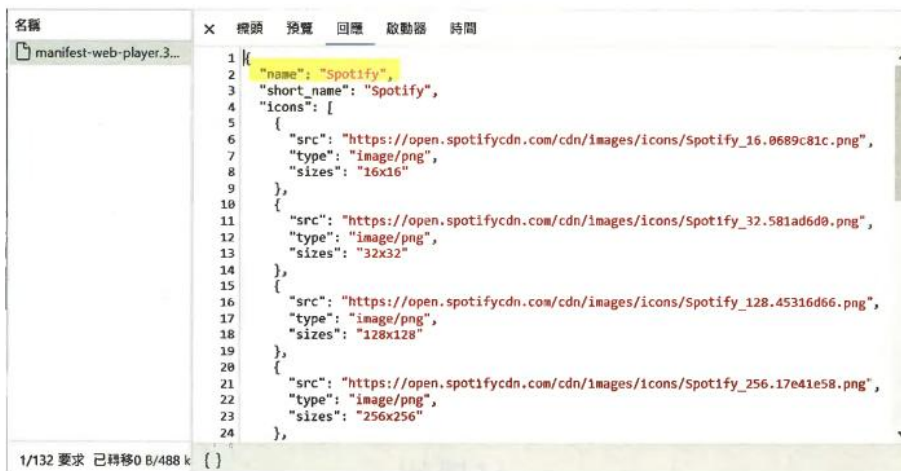 名稱
× 標頭 預覽 回應 啟動器 時間
manifest-web-player.3...
1 {
2 "name": "Spotify",
3 "short_name": "Spotify",
4 "icons": [
5 {
6 "src": "https://open.spotifycdn.com/cdn/images/icons/Spotify_16.0689c81c.png",
7 "type": "image/png",
8 "sizes": "16x16"
9 },
10 {
11 "src": "https://open.spotifycdn.com/cdn/images/icons/Spotify_32.581ad6d0.png",
12 "type": "image/png",
13 "sizes": "32x32"
14 },
15 {
16 "src": "https://open.spotifycdn.com/cdn/images/icons/Spotify_128.45316d66.png",
17 "type": "image/png",
18 "sizes": "128x128"
19 },
20 {
21 "src": "https://open.spotifycdn.com/cdn/images/icons/Spotify_256.17e41e58.png",
22 "type": "image/png",
23 "sizes": "256x256"
24 },
1/132 要求 已轉移0 B/488 k { }